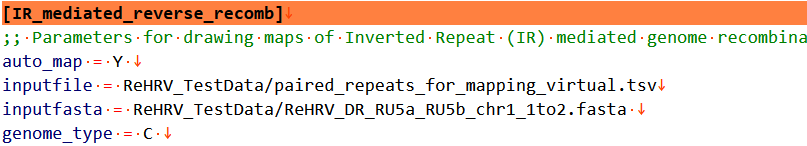 [IR_mediated_reverse_recomb]↓
;; Parameters for drawing maps of Inverted Repeat (IR) mediated genome recombina
auto_map = Y ↓
inputfile = ReHRV_TestData/paired_repeats_for_mapping_virtual.tsv↓
inputfasta = ReHRV_TestData/ReHRV_DR_RU5a_RU5b_chr1_1to2.fasta ↓
genome_type = C ↓